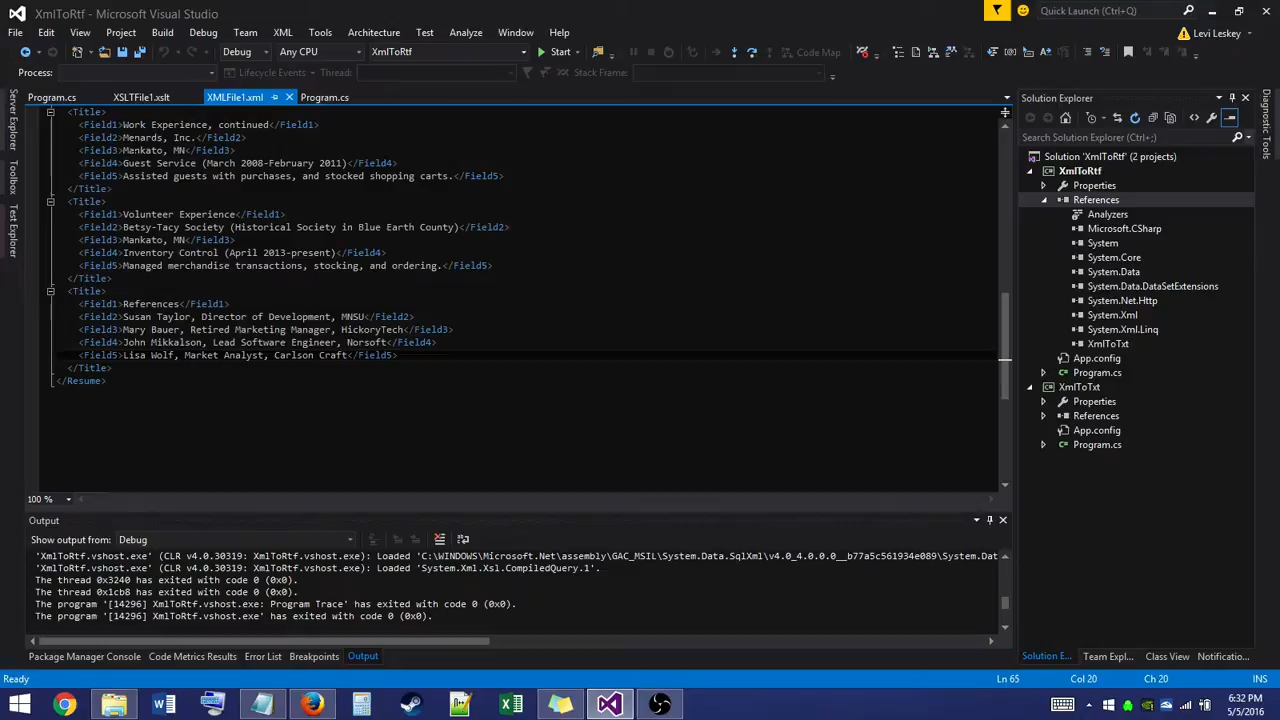 XmlToRtf - Microsoft Visual Studio
Quick Launch (Ctrl+Q)
File Edit View Project Build Debug Team XML Tools Architecture Test Analyze Window Help
Levi Leskey
Debug Any CPU XmlToRtf Start Code Map
Process: Lifecycle Events Thread: Stack Frame:
Program.cs XSLTFile1.xslt XMLFile1.xml Program.cs
<Title>
<Field1>Work Experience, continued</Field1>
<Field2>Menards, Inc.</Field2>
<Field3>Mankato, MN</Field3>
<Field4>Guest Service (March 2008-February 2011)</Field4>
<Field5>Assisted guests with purchases, and stocked shopping carts.</Field5>
</Title>
<Title>
<Field1>Volunteer Experience</Field1>
<Field2>Betsy-Tacy Society (Historical Society in Blue Earth County)</Field2>
<Field3>Mankato, MN</Field3>
<Field4>Inventory Control (April 2013-present)</Field4>
<Field5>Managed merchandise transactions, stocking, and ordering.</Field5>
</Title>
<Title>
<Field1>References</Field1>
<Field2>Susan Taylor, Director of Development, MNSU</Field2>
<Field3>Mary Bauer, Retired Marketing Manager, HickoryTech</Field3>
<Field4>John Mikkalson, Lead Software Engineer, Norsoft</Field4>
<Field5>Lisa Wolf, Market Analyst, Carlson Craft</Field5>
</Title>
</Resume>
100 %
Server Explorer
Toolbox
Test Explorer
Solution Explorer
Search Solution Explorer (Ctrl+;)
Solution 'XmlToRtf' (2 projects)
XmlToRtf
Properties
References
Analyzers
Microsoft.CSharp
System
System.Core
System.Data
System.Data.DataSetExtensions
System.Net.Http
System.Xml
System.Xml.Linq
XmlToTxt
App.config
Program.cs
XmlToTxt
Properties
References
App.config
Program.cs
Diagnostic Tools
Output
Show output from: Debug
'XmlToRtf.vshost.exe' (CLR v4.0.30319: XmlToRtf.vshost.exe): Loaded 'C:\WINDOWS\Microsoft.Net\assembly\GAC_MSIL\System.Data.SqlXml\v4.0_4.0.0.0__b77a5c561934e089\System.Dat
'XmlToRtf.vshost.exe' (CLR v4.0.30319: XmlToRtf.vshost.exe): Loaded 'System.Xml.Xsl.CompiledQuery.1'.
The thread 0x3240 has exited with code 0 (0x0).
The thread 0x1cb8 has exited with code 0 (0x0).
The program '[14296] XmlToRtf.vshost.exe: Program Trace' has exited with code 0 (0x0).
The program '[14296] XmlToRtf.vshost.exe' has exited with code 0 (0x0).
Package Manager Console Code Metrics Results Error List Breakpoints Output
Solution E... Team Expl... Class View Notificatio...
Ready Ln 65 Col 20 Ch 20 INS
6:32 PM
5/5/2016